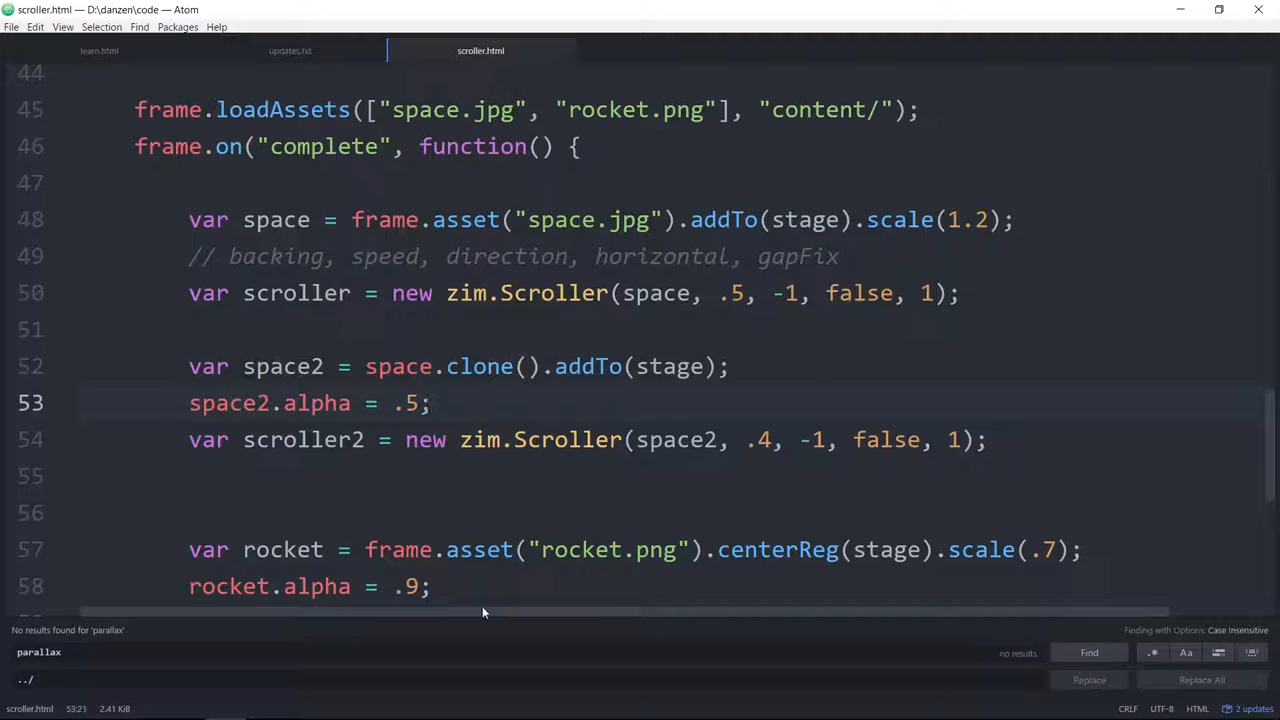 scroller.html — D:\danzen\code — Atom
File Edit View Selection Find Packages Help
learn.html updates.txt scroller.html
44
45 frame.loadAssets(["space.jpg", "rocket.png"], "content/");
46 frame.on("complete", function() {
47
48 var space = frame.asset("space.jpg").addTo(stage).scale(1.2);
49 // backing, speed, direction, horizontal, gapFix
50 var scroller = new zim.Scroller(space, .5, -1, false, 1);
51
52 var space2 = space.clone().addTo(stage);
53 space2.alpha = .5;
54 var scroller2 = new zim.Scroller(space2, .4, -1, false, 1);
55
56
57 var rocket = frame.asset("rocket.png").centerReg(stage).scale(.7);
58 rocket.alpha = .9;
No results found for 'parallax' Finding with Options: Case Insensitive
parallax no results Find .* Aa
../ Replace Replace All
scroller.html 53:21 2.41 KiB CRLF UTF-8 HTML 2 updates